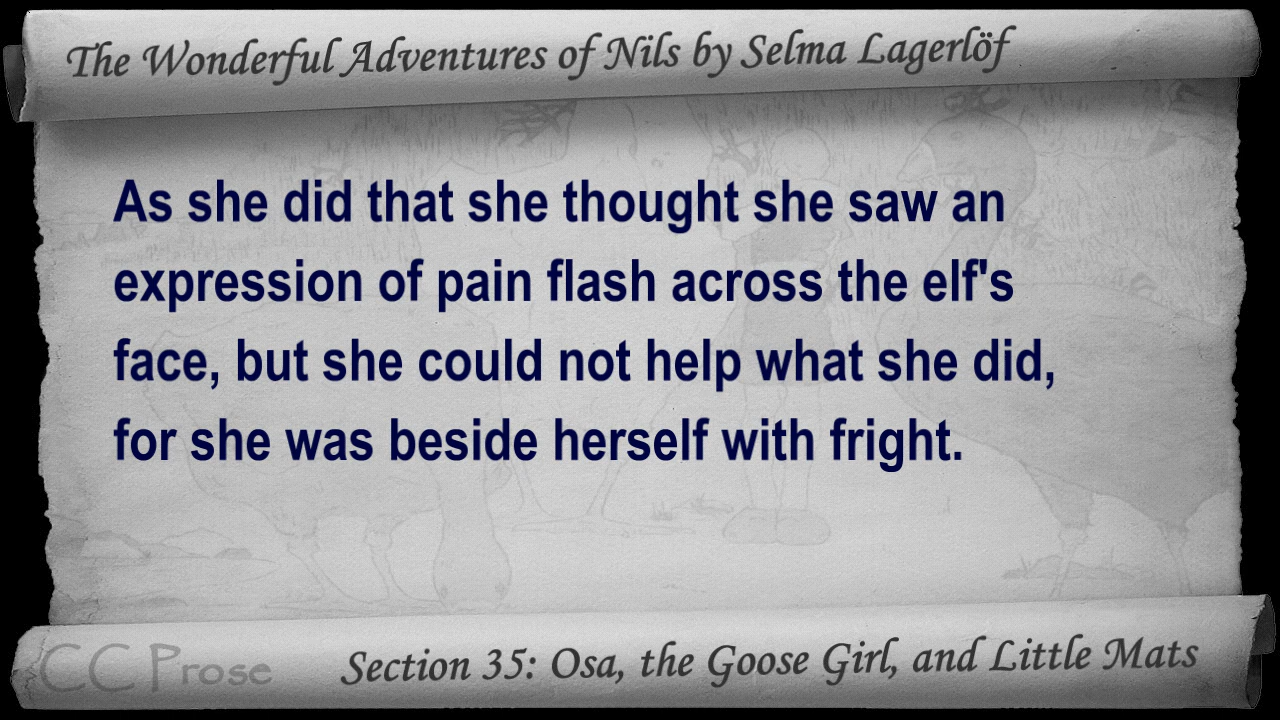 The Wonderful Adventures of Nils by Selma Lagerlöf
As she did that she thought she saw an
expression of pain flash across the elf's
face, but she could not help what she did,
for she was beside herself with fright.
CC Prose
Section 35: Osa, the Goose Girl, and Little Mats